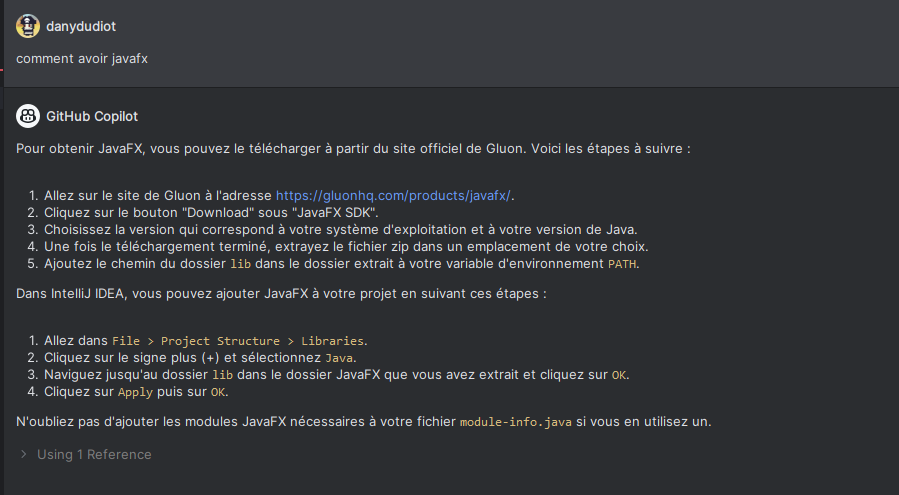 danydudiot
comment avoir javafx
GitHub Copilot
Pour obtenir JavaFX, vous pouvez le télécharger à partir du site officiel de Gluon. Voici les étapes à suivre :
1. Allez sur le site de Gluon à l'adresse https://gluonhq.com/products/javafx/.
2. Cliquez sur le bouton "Download" sous "JavaFX SDK".
3. Choisissez la version qui correspond à votre système d'exploitation et à votre version de Java.
4. Une fois le téléchargement terminé, extrayez le fichier zip dans un emplacement de votre choix.
5. Ajoutez le chemin du dossier lib dans le dossier extrait à votre variable d'environnement PATH.
Dans IntelliJ IDEA, vous pouvez ajouter JavaFX à votre projet en suivant ces étapes :
1. Allez dans File > Project Structure > Libraries.
2. Cliquez sur le signe plus (+) et sélectionnez Java.
3. Naviguez jusqu'au dossier lib dans le dossier JavaFX que vous avez extrait et cliquez sur OK.
4. Cliquez sur Apply puis sur OK.
N'oubliez pas d'ajouter les modules JavaFX nécessaires à votre fichier module-info.java si vous en utilisez un.
Using 1 Reference